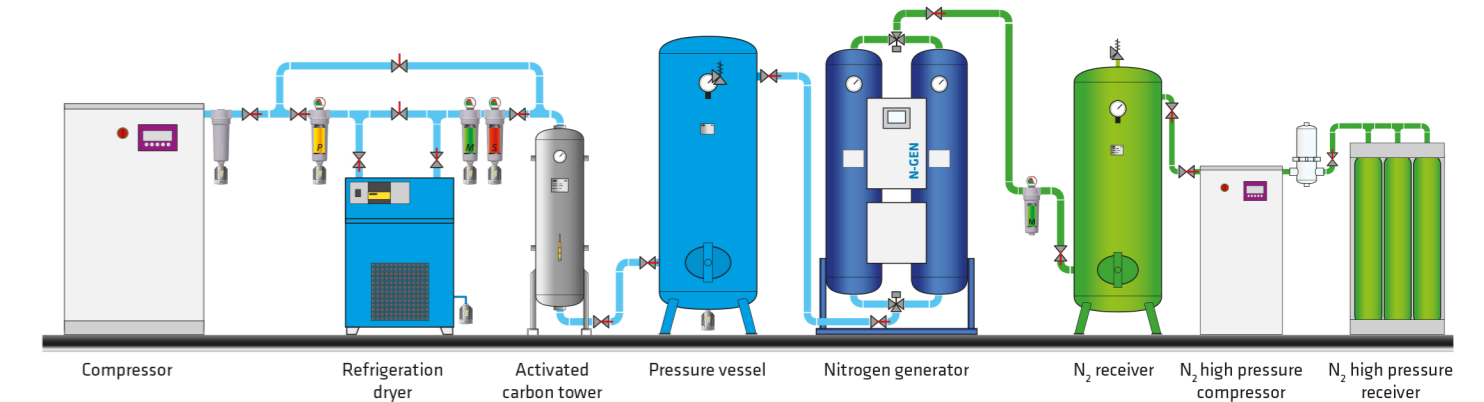 P
M
S
N-GEN
M
Compressor
Refrigeration
dryer
Activated
carbon tower
Pressure vessel
Nitrogen generator
N₂ receiver
N₂ high pressure
compressor
N₂ high pressure
receiver